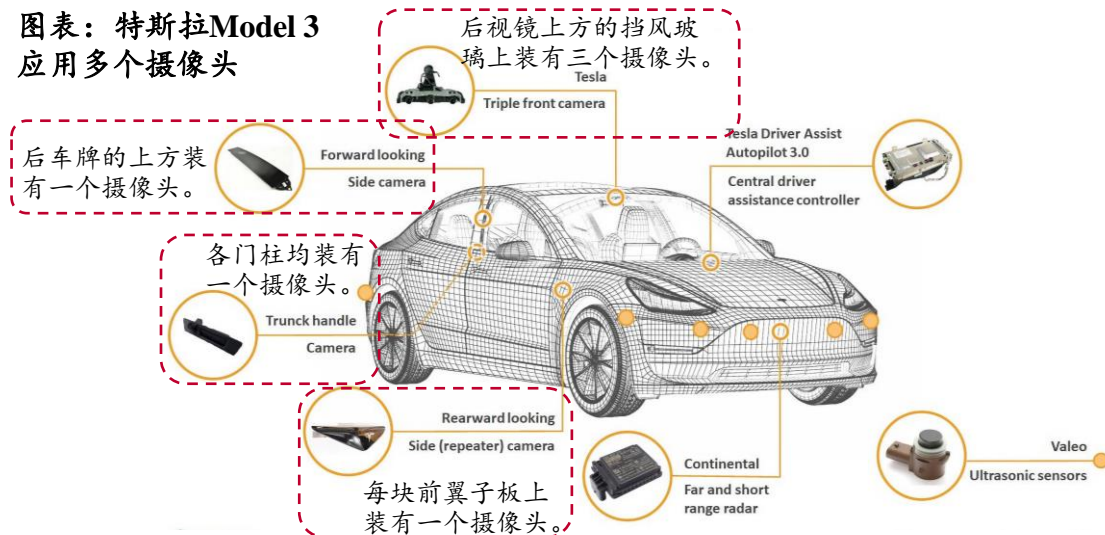 图表：特斯拉Model 3
应用多个摄像头
后视镜上方的挡风玻
璃上装有三个摄像头。
Tesla
Triple front camera
后车牌的上方装
有一个摄像头。
Forward looking
Side camera
Tesla Driver Assist
Autopilot 3.0
Central driver
assistance controller
各门柱均装有
一个摄像头。
Trunck handle
Camera
Rearward looking
Side (repeater) camera
每块前翼子板上
装有一个摄像头。
Continental
Far and short
range radar
Valeo
Ultrasonic sensors